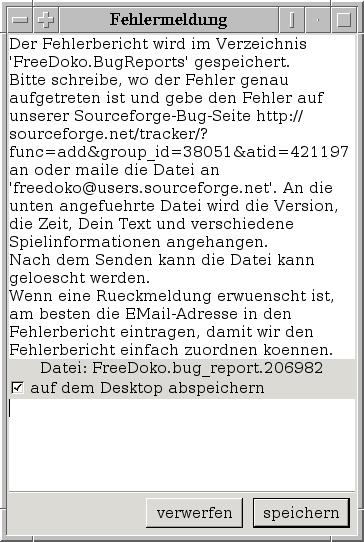 Fehlermeldung
Der Fehlerbericht wird im Verzeichnis
'FreeDoko.BugReports' gespeichert.
Bitte schreibe, wo der Fehler genau
aufgetreten ist und gebe den Fehler auf
unserer Sourceforge-Bug-Seite http://
sourceforge.net/tracker/?
func=add&group_id=38051&atid=421197
an oder maile die Datei an
'freedoko@users.sourceforge.net'. An die
unten angefuehrte Datei wird die Version,
die Zeit, Dein Text und verschiedene
Spielinformationen angehangen.
Nach dem Senden kann die Datei kann
geloescht werden.
Wenn eine Rueckmeldung erwuenscht ist,
am besten die EMail-Adresse in den
Fehlerbericht eintragen, damit wir den
Fehlerbericht einfach zuordnen koennen.
Datei: FreeDoko.bug_report.206982
auf dem Desktop abspeichern
verwerfen
speichern